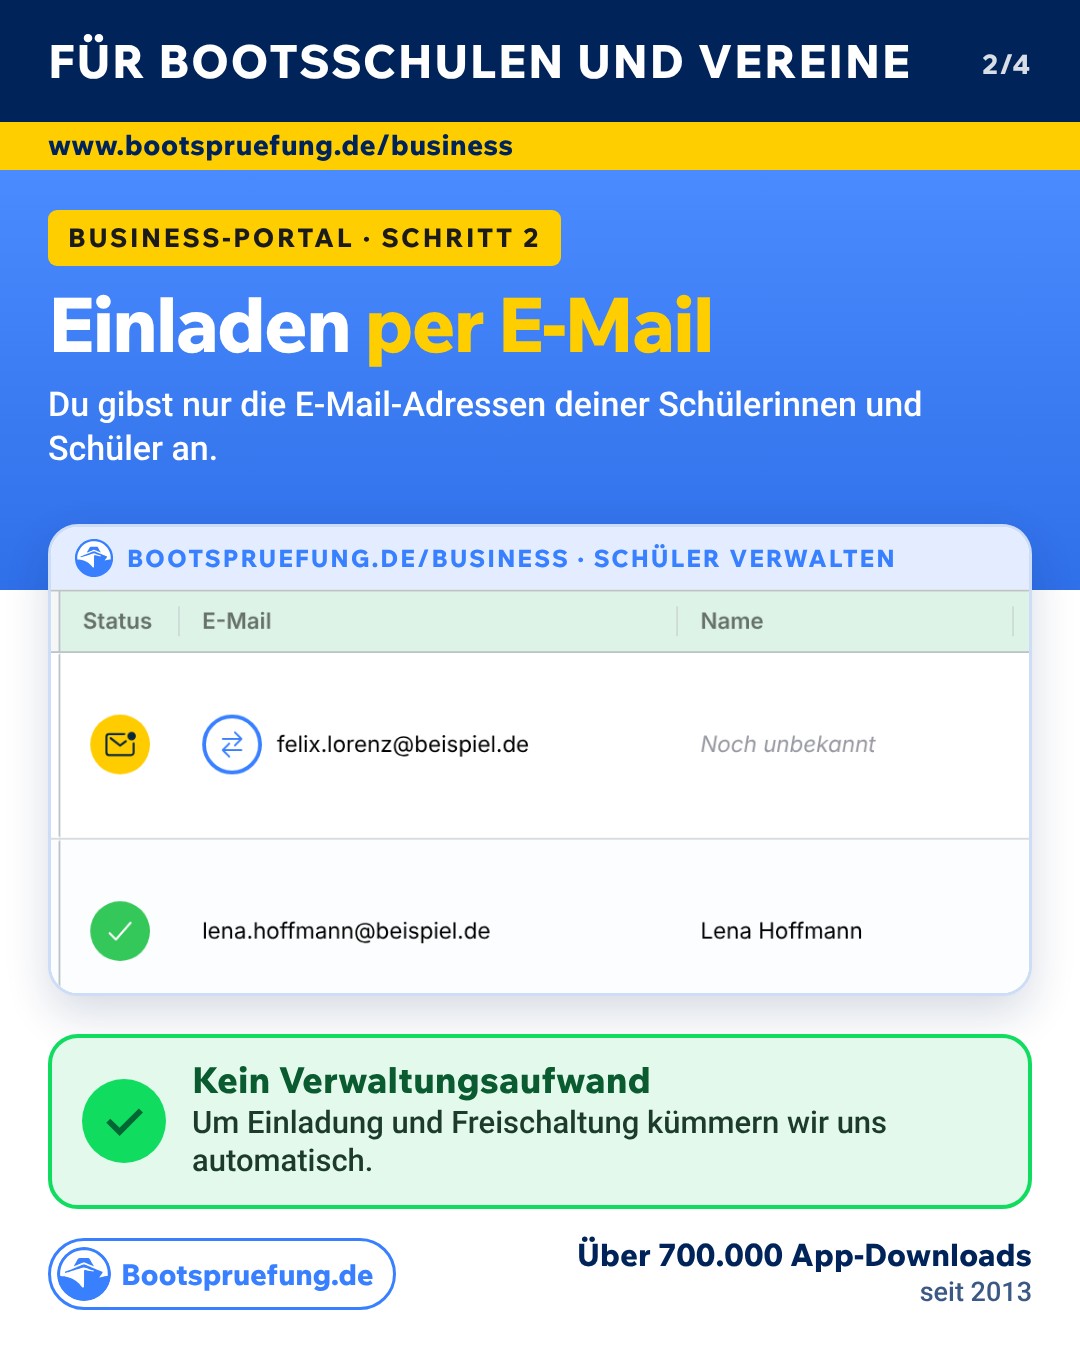 FÜR BOOTSSCHULEN UND VEREINE
2/4
www.bootspruefung.de/business
BUSINESS-PORTAL · SCHRITT 2
Einladen per E-Mail
Du gibst nur die E-Mail-Adressen deiner Schülerinnen und
Schüler an.
BOOTSPRUEFUNG.DE/BUSINESS · SCHÜLER VERWALTEN
Status E-Mail Name
felix.lorenz@beispiel.de Noch unbekannt
lena.hoffmann@beispiel.de Lena Hoffmann
Kein Verwaltungsaufwand
Um Einladung und Freischaltung kümmern wir uns
automatisch.
Bootspruefung.de
Über 700.000 App-Downloads
seit 2013